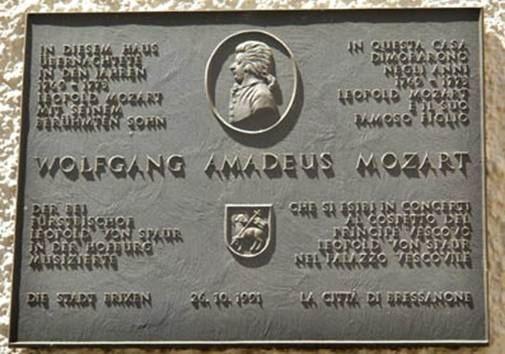 IN DIESEM HAUS
ÜBERNACHTETE
IN DEN JAHREN
1769 E 1773
LEOPOLD MOZART
MIT SEINEM
BERÜHMTEN SOHN
IN QUESTA CASA
DIMORARONO
NEGLI ANNI
1769 E 1773
LEOPOLD MOZART
E IL SUO
FAMOSO FIGLIO
WOLFGANG AMADEUS MOZART
DER BEI
FÜRSTBISCHOF
LEOPOLD VON SPAUR
IN DER HOFBURG
MUSIZIERTE
CHE SI ESIBÌ IN CONCERTI
AL COSPETTO DEL
PRINCIPE VESCOVO
LEOPOLD VON SPAUR
NEL PALAZZO VESCOVILE
DIE STADT BRIXEN 26.10.1991 LA CITTÀ DI BRESSANONE